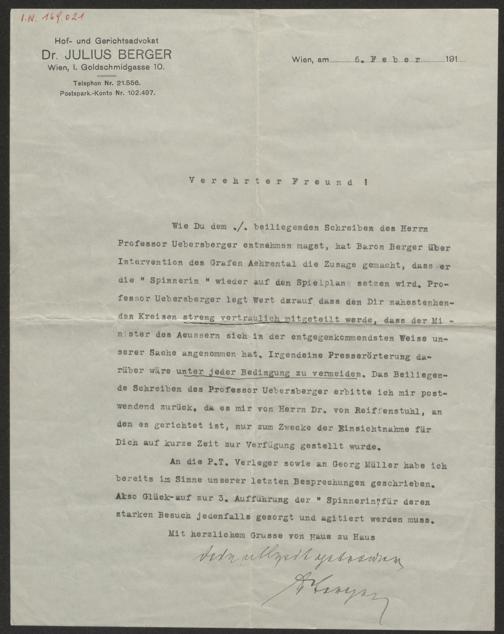 I.N. 169.021
Hof- und Gerichtsadvokat
Dr. JULIUS BERGER
Wien, I. Goldschmidgasse 10.
Telephon Nr. 21.556.
Postspark.-Konto Nr. 102.497.
Wien, am 6. Feber 191
Verehrter Freund !
Wie Du dem ./. beiliegenden Schreiben des Herrn
Professor Uebersberger entnehmen magst, hat Baron Berger über
Intervention des Grafen Aehrental die Zusage gemacht, dass er
die " Spinnerin " wieder auf den Spielplan setzen wird. Pro-
fessor Uebersberger legt Wert darauf dass den Dir nahestehen-
den Kreisen streng vertraulich mitgeteilt werde, dass der Mi -
nister des Aeussern sich in der entgegenkommendsten Weise un-
serer Sache angenommen hat. Irgendeine Presserörterung da-
rüber wäre unter jeder Bedingung zu vermeiden. Das Beiliegen-
de Schreiben des Professor Uebersberger erbitte ich mir post-
wendend zurück. da es mir von Herrn Dr. von Reiffenstuhl, an
den es gerichtet ist, nur zum Zwecke der Einsichtnahme für
Dich auf kurze Zeit zur Verfügung gestellt wurde.
An die P.T. Verleger sowie an Georg Müller habe ich
bereits im Sinne unserer letzten Besprechungen geschrieben.
Also Glück-auf zur 3. Aufführung der " Spinnerin", für deren
starken Besuch jedenfalls gesorgt und agitiert werden muss.
Mit herzlichem Grusse von Haus zu Haus
Berger